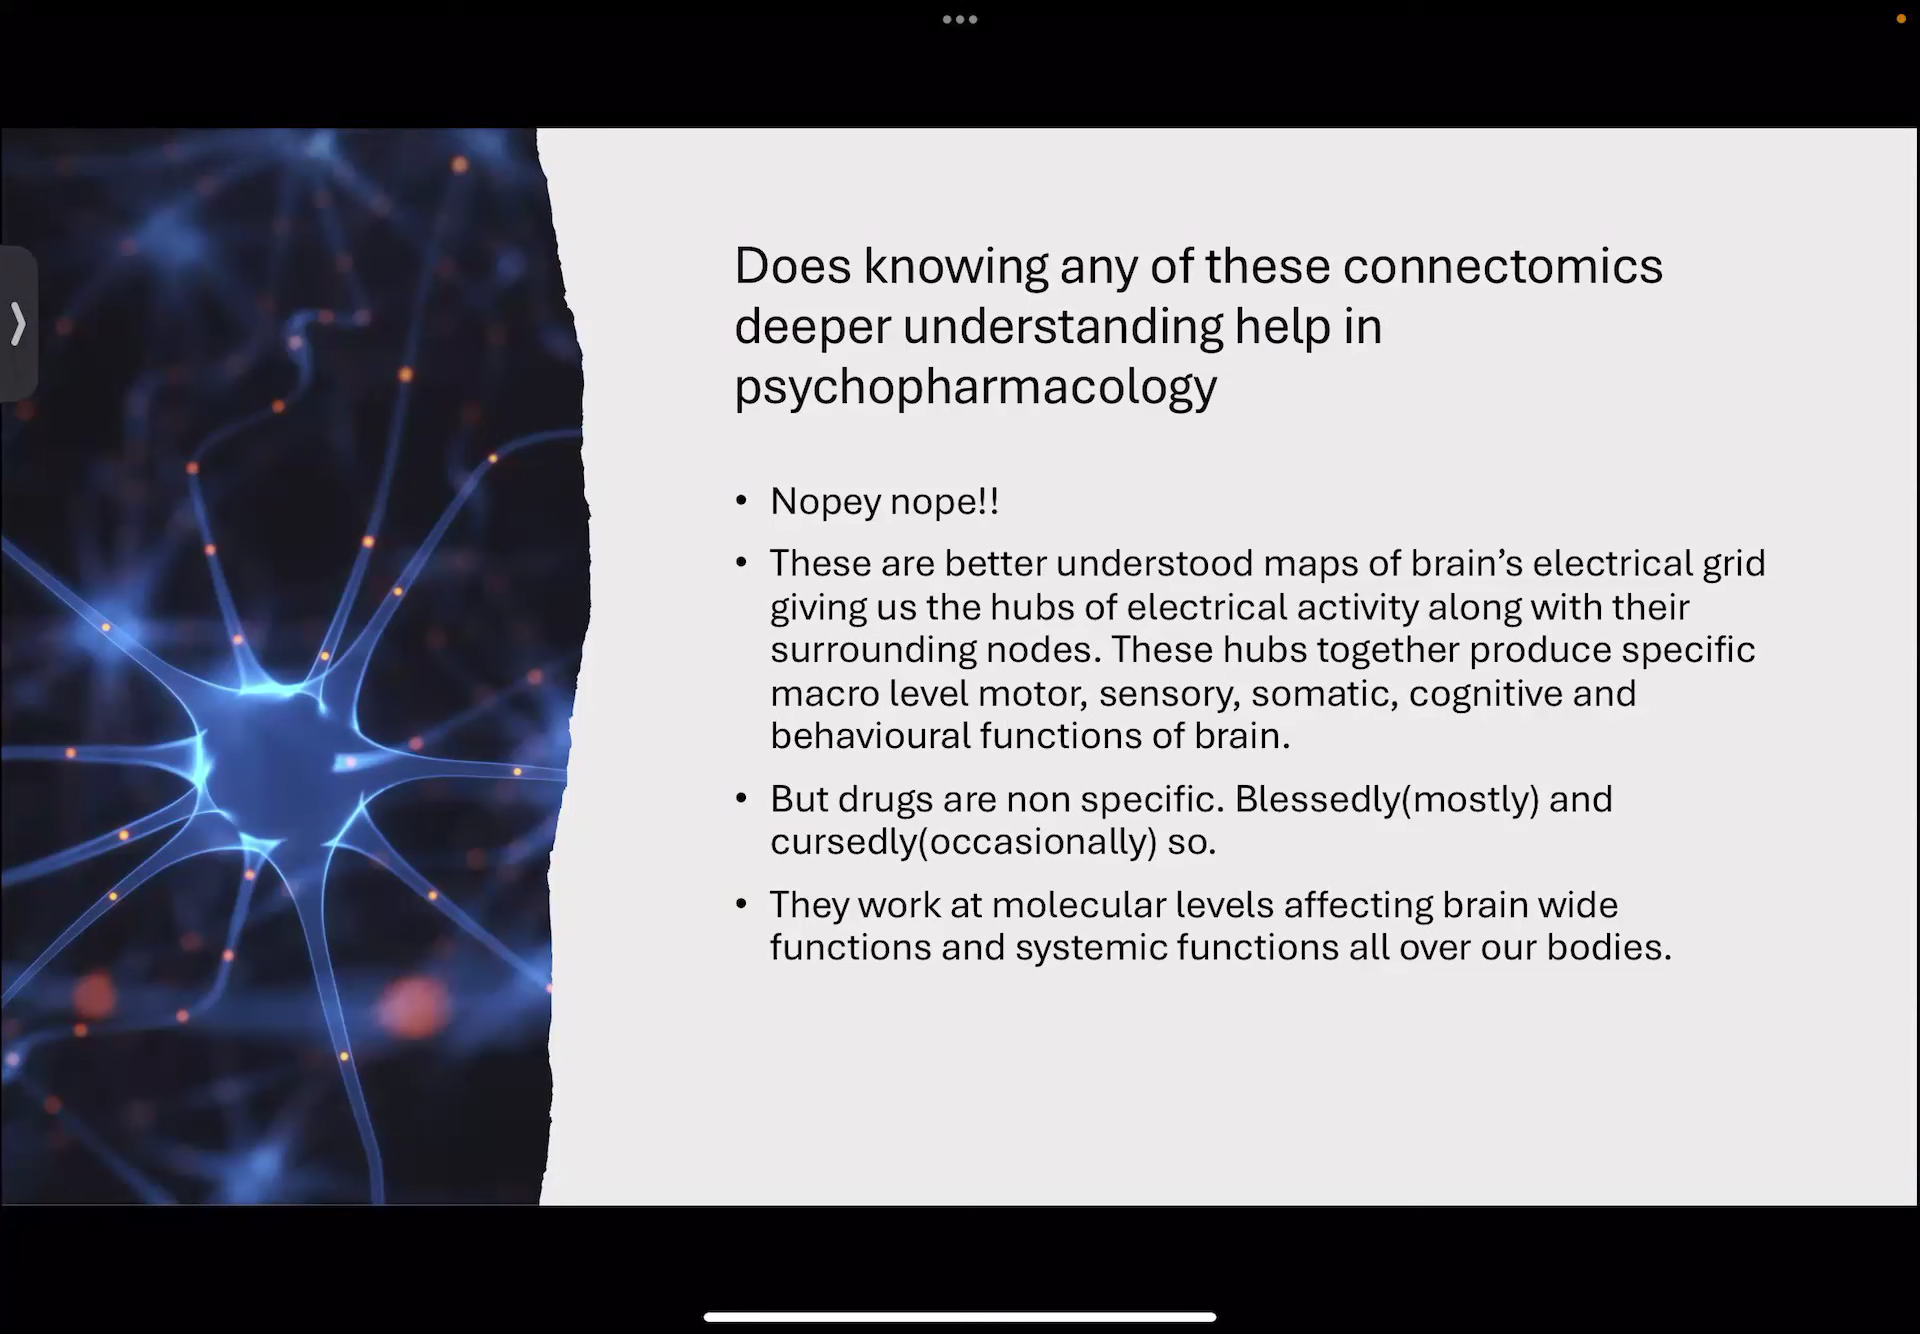 Does knowing any of these connectomics
deeper understanding help in
psychopharmacology
• Nopey nope!!
• These are better understood maps of brain’s electrical grid
giving us the hubs of electrical activity along with their
surrounding nodes. These hubs together produce specific
macro level motor, sensory, somatic, cognitive and
behavioural functions of brain.
• But drugs are non specific. Blessedly(mostly) and
cursedly(occasionally) so.
• They work at molecular levels affecting brain wide
functions and systemic functions all over our bodies.